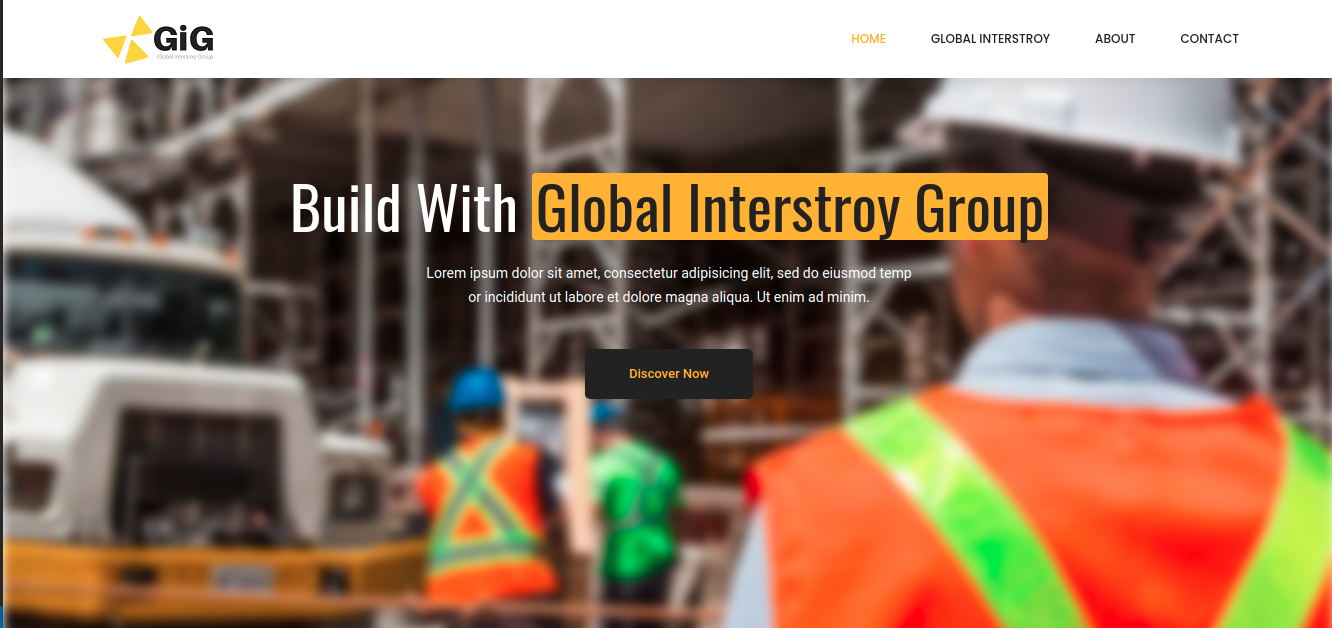 GiG
Global Interstroy Group
HOME GLOBAL INTERSTROY ABOUT CONTACT
Build With Global Interstroy Group
Lorem ipsum dolor sit amet, consectetur adipisicing elit, sed do eiusmod temp
or incididunt ut labore et dolore magna aliqua. Ut enim ad minim.
Discover Now